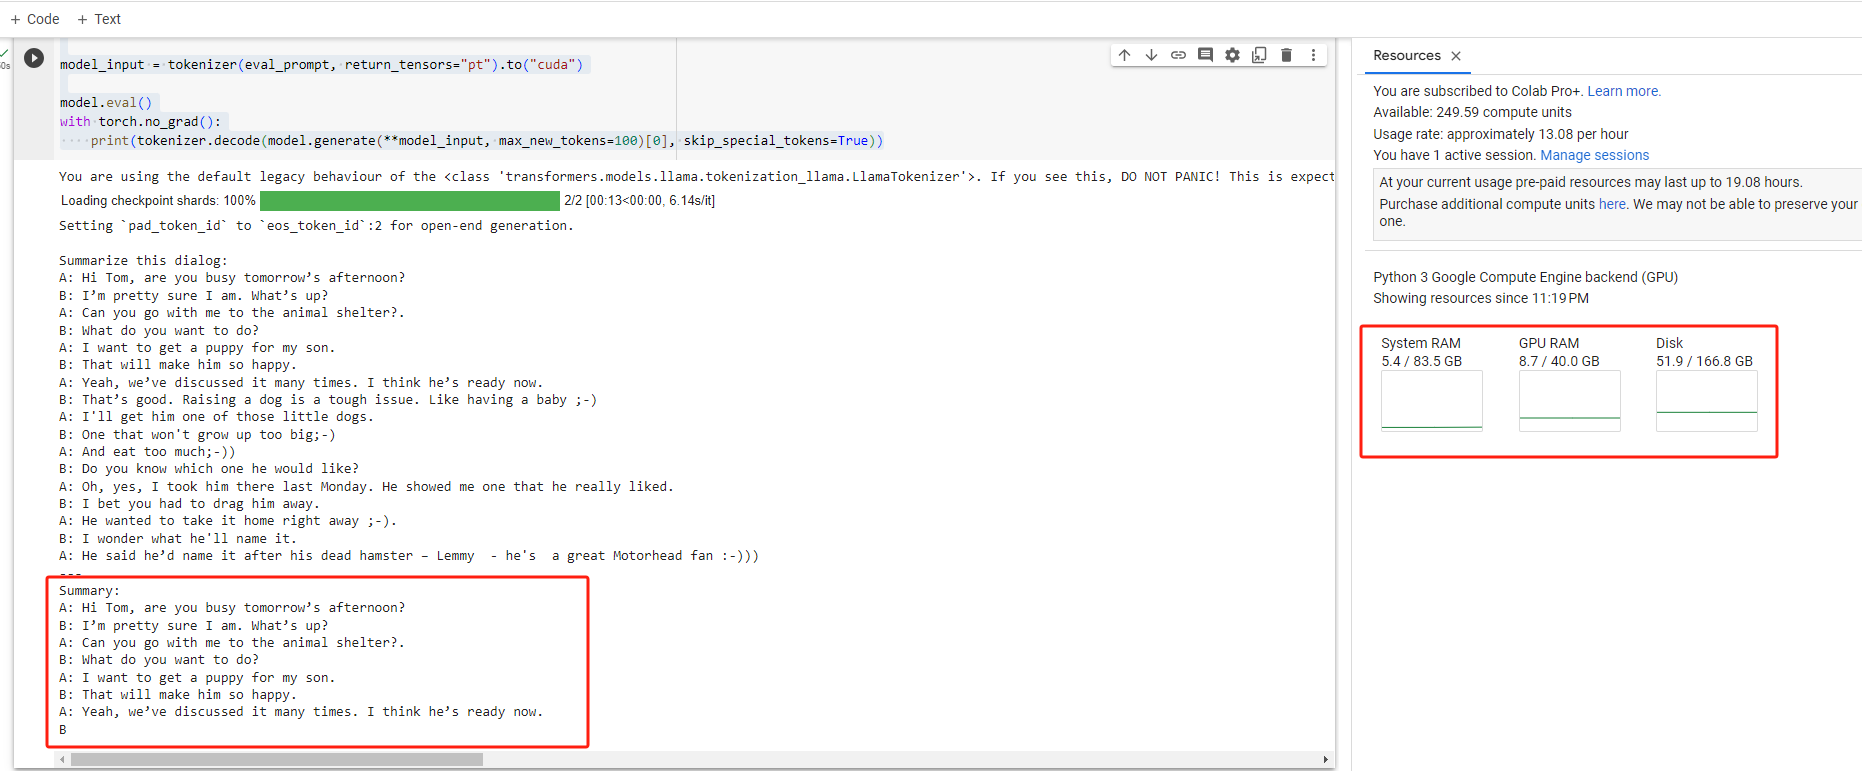 + Code + Text
0s
model_input = tokenizer(eval_prompt, return_tensors="pt").to("cuda")
model.eval()
with torch.no_grad():
    print(tokenizer.decode(model.generate(**model_input, max_new_tokens=100)[0], skip_special_tokens=True))
You are using the default legacy behaviour of the <class 'transformers.models.llama.tokenization_llama.LlamaTokenizer'>. If you see this, DO NOT PANIC! This is expect
Loading checkpoint shards: 100% 2/2 [00:13<00:00, 6.14s/it]
Setting `pad_token_id` to `eos_token_id`:2 for open-end generation.
Summarize this dialog:
A: Hi Tom, are you busy tomorrow’s afternoon?
B: I’m pretty sure I am. What’s up?
A: Can you go with me to the animal shelter?.
B: What do you want to do?
A: I want to get a puppy for my son.
B: That will make him so happy.
A: Yeah, we’ve discussed it many times. I think he’s ready now.
B: That’s good. Raising a dog is a tough issue. Like having a baby ;-)
A: I'll get him one of those little dogs.
B: One that won't grow up too big;-)
A: And eat too much;-))
B: Do you know which one he would like?
A: Oh, yes, I took him there last Monday. He showed me one that he really liked.
B: I bet you had to drag him away.
A: He wanted to take it home right away ;-).
B: I wonder what he'll name it.
A: He said he’d name it after his dead hamster – Lemmy  - he's  a great Motorhead fan :-)))
---
Summary:
A: Hi Tom, are you busy tomorrow’s afternoon?
B: I’m pretty sure I am. What’s up?
A: Can you go with me to the animal shelter?.
B: What do you want to do?
A: I want to get a puppy for my son.
B: That will make him so happy.
A: Yeah, we’ve discussed it many times. I think he’s ready now.
B
Resources
You are subscribed to Colab Pro+. Learn more.
Available: 249.59 compute units
Usage rate: approximately 13.08 per hour
You have 1 active session. Manage sessions
At your current usage pre-paid resources may last up to 19.08 hours.
Purchase additional compute units here. We may not be able to preserve your
one.
Python 3 Google Compute Engine backend (GPU)
Showing resources since 11:19 PM
System RAM
5.4 / 83.5 GB
GPU RAM
8.7 / 40.0 GB
Disk
51.9 / 166.8 GB